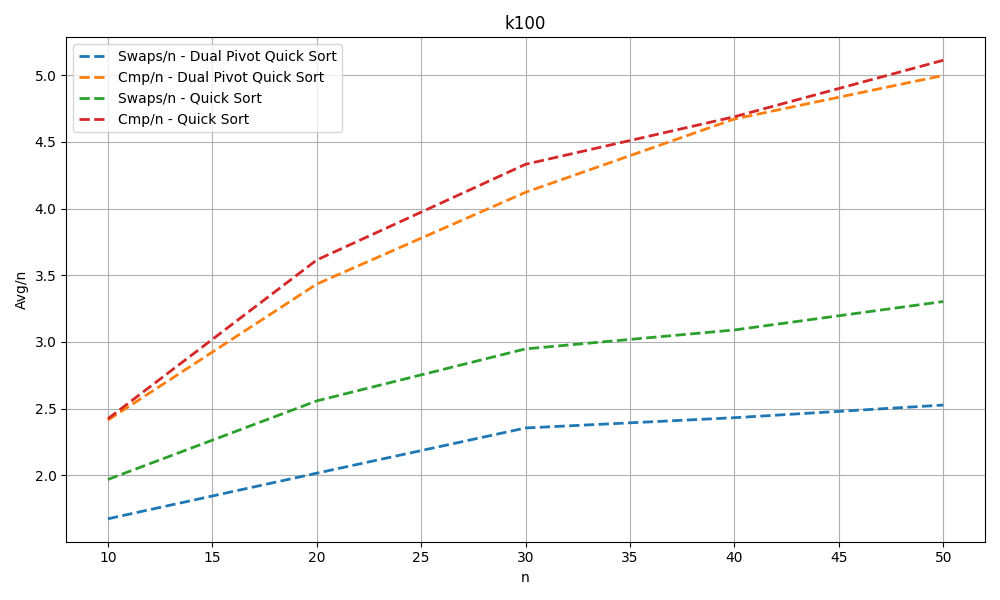 k100
Swaps/n - Dual Pivot Quick Sort
Cmp/n - Dual Pivot Quick Sort
Swaps/n - Quick Sort
Cmp/n - Quick Sort
Avg/n
5.0
4.5
4.0
3.5
3.0
2.5
2.0
10 15 20 25 30 35 40 45 50
n